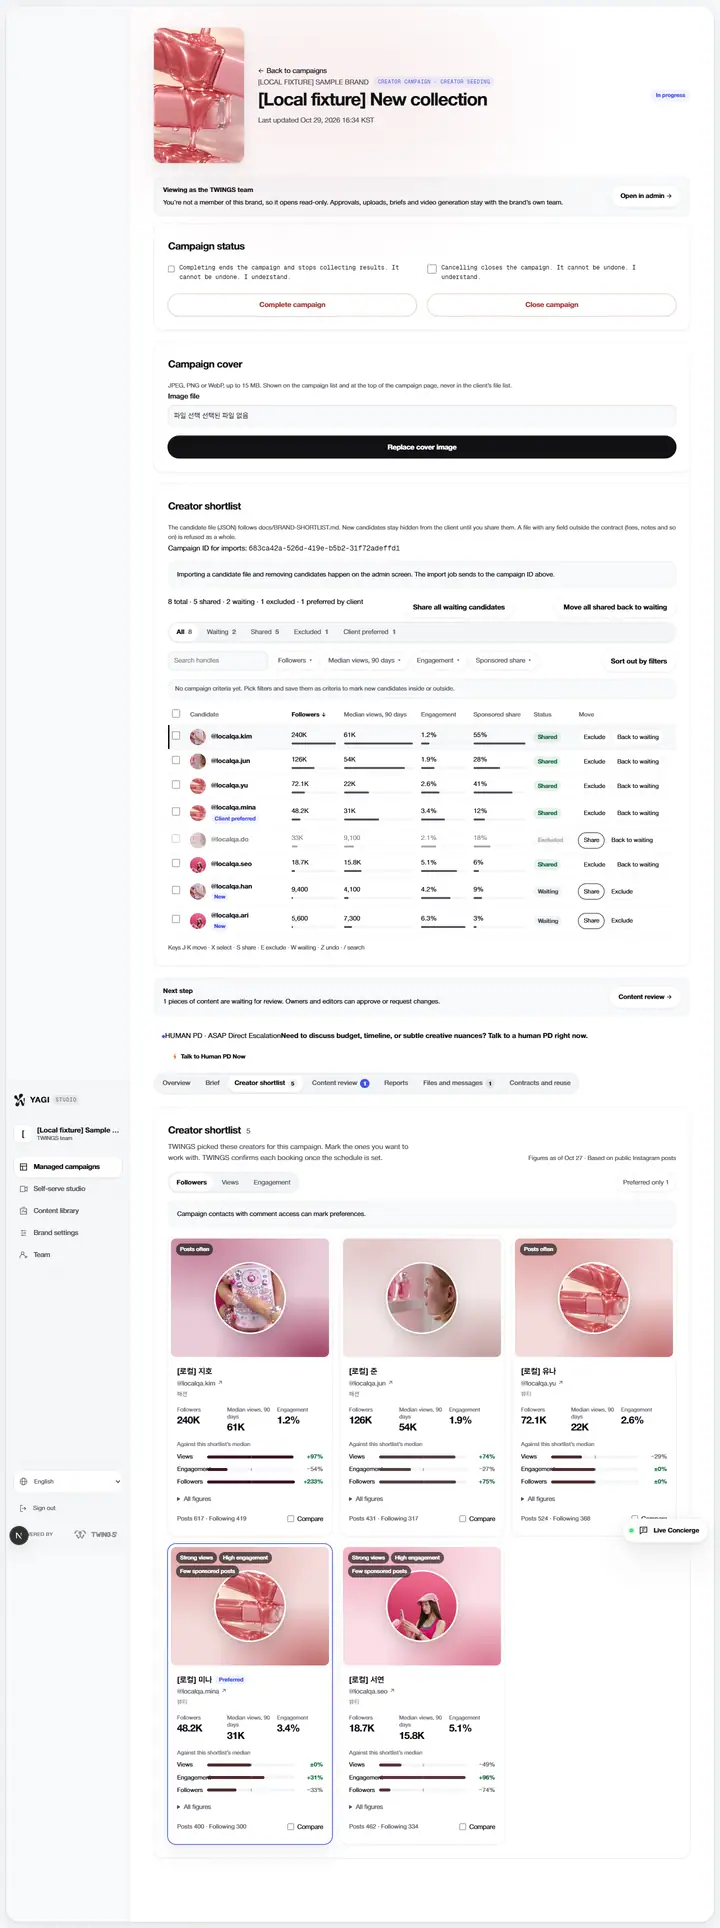 ← Back to campaigns
[LOCAL FIXTURE] SAMPLE BRAND CREATOR CAMPAIGN · CREATOR SEEDING
[Local fixture] New collection
In progress
Last updated Oct 29, 2026 16:34 KST
Viewing as the TWINGS team
You're not a member of this brand, so it opens read-only. Approvals, uploads, briefs and video generation stay with the brand's own team.
Open in admin →
Campaign status
Completing ends the campaign and stops collecting results. It cannot be undone. I understand.
Cancelling closes the campaign. It cannot be undone. I understand.
Complete campaign
Close campaign
Campaign cover
JPEG, PNG or WebP, up to 15 MB. Shown on the campaign list and at the top of the campaign page, never in the client's file list.
Image file
파일 선택 선택된 파일 없음
Replace cover image
Creator shortlist
The candidate file (JSON) follows docs/BRAND-SHORTLIST.md. New candidates stay hidden from the client until you share them. A file with any field outside the contract (fees, notes and so on) is refused as a whole.
Campaign ID for imports: 683ca42a-526d-419e-b5b2-31f72adeffd1
Importing a candidate file and removing candidates happen on the admin screen. The import job sends to the campaign ID above.
8 total · 5 shared · 2 waiting · 1 excluded · 1 preferred by client
Share all waiting candidates
Move all shared back to waiting
All 8 Waiting 2 Shared 5 Excluded 1 Client preferred 1
Search handles Followers Median views, 90 days Engagement Sponsored share Sort out by filters
No campaign criteria yet. Pick filters and save them as criteria to mark new candidates inside or outside.
Candidate Followers ↓ Median views, 90 days Engagement Sponsored share Status Move
@localqa.kim 240K 61K 1.2% 55% Shared Exclude Back to waiting
@localqa.jun 126K 54K 1.9% 28% Shared Exclude Back to waiting
@localqa.yu 72.1K 22K 2.6% 41% Shared Exclude Back to waiting
@localqa.mina 48.2K 31K 3.4% 12% Shared Exclude Back to waiting
Client preferred
@localqa.do 33K 9,100 2.1% 18% Excluded Share Back to waiting
@localqa.seo 18.7K 15.8K 5.1% 6% Shared Exclude Back to waiting
@localqa.han 9,400 4,100 4.2% 9% Waiting Share Exclude
New
@localqa.ari 5,600 7,300 6.3% 3% Waiting Share Exclude
New
Keys J·K move · X select · S share · E exclude · W waiting · Z undo · / search
Next step
1 pieces of content are waiting for review. Owners and editors can approve or request changes.
Content review →
HUMAN PD · ASAP Direct Escalation Need to discuss budget, timeline, or subtle creative nuances? Talk to a human PD right now.
Talk to Human PD Now
Overview Brief Creator shortlist 5 Content review 1 Reports Files and messages 1 Contracts and reuse
YAGI STUDIO
[
[Local fixture] Sample ...
TWINGS team
Managed campaigns
Self-serve studio
Content library
Brand settings
Team
English
Sign out
N
ERED BY TWINGS
Creator shortlist 5
TWINGS picked these creators for this campaign. Mark the ones you want to work with. TWINGS confirms each booking once the schedule is set.
Figures as of Oct 27 · Based on public Instagram posts
Followers Views Engagement
Preferred only 1
Campaign contacts with comment access can mark preferences.
Posts often
[로컬] 지호
@localqa.kim ↗
패션
Followers Median views, 90 days Engagement
240K 61K 1.2%
Against this shortlist's median
Views +97%
Engagement −54%
Followers +233%
▶ All figures
Posts 617 · Following 419
Compare
[로컬] 준
@localqa.jun ↗
패션
Followers Median views, 90 days Engagement
126K 54K 1.9%
Against this shortlist's median
Views +74%
Engagement −27%
Followers +75%
▶ All figures
Posts 431 · Following 317
Compare
Posts often
[로컬] 유나
@localqa.yu ↗
뷰티
Followers Median views, 90 days Engagement
72.1K 22K 2.6%
Against this shortlist's median
Views −29%
Engagement ±0%
Followers ±0%
▶ All figures
Posts 524 · Following 368
Compare
Live Concierge
Strong views High engagement
Few sponsored posts
[로컬] 미나 Preferred
@localqa.mina ↗
뷰티
Followers Median views, 90 days Engagement
48.2K 31K 3.4%
Against this shortlist's median
Views ±0%
Engagement +31%
Followers −33%
▶ All figures
Posts 400 · Following 300
Compare
Strong views High engagement
Few sponsored posts
[로컬] 서연
@localqa.seo ↗
뷰티
Followers Median views, 90 days Engagement
18.7K 15.8K 5.1%
Against this shortlist's median
Views −49%
Engagement +96%
Followers −74%
▶ All figures
Posts 462 · Following 334
Compare